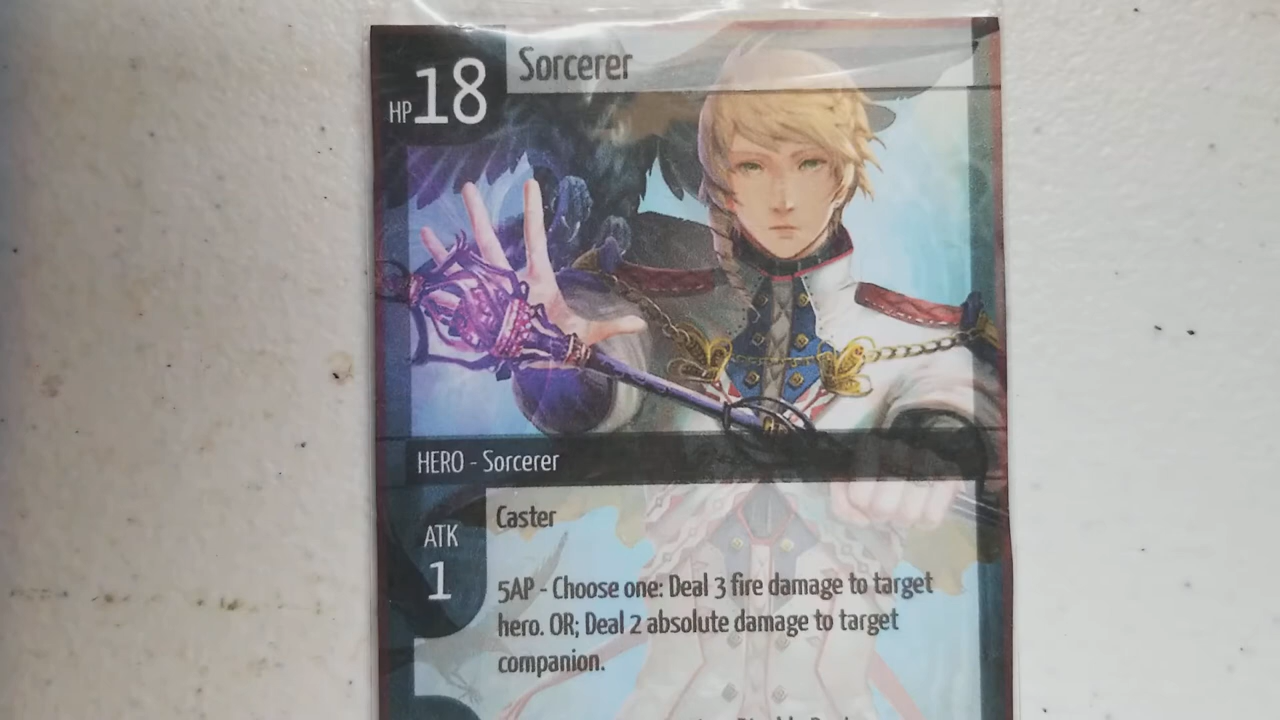 Sorcerer
HP 18
HERO - Sorcerer
ATK
1
Caster
5AP - Choose one: Deal 3 fire damage to target
hero. OR; Deal 2 absolute damage to target
companion.